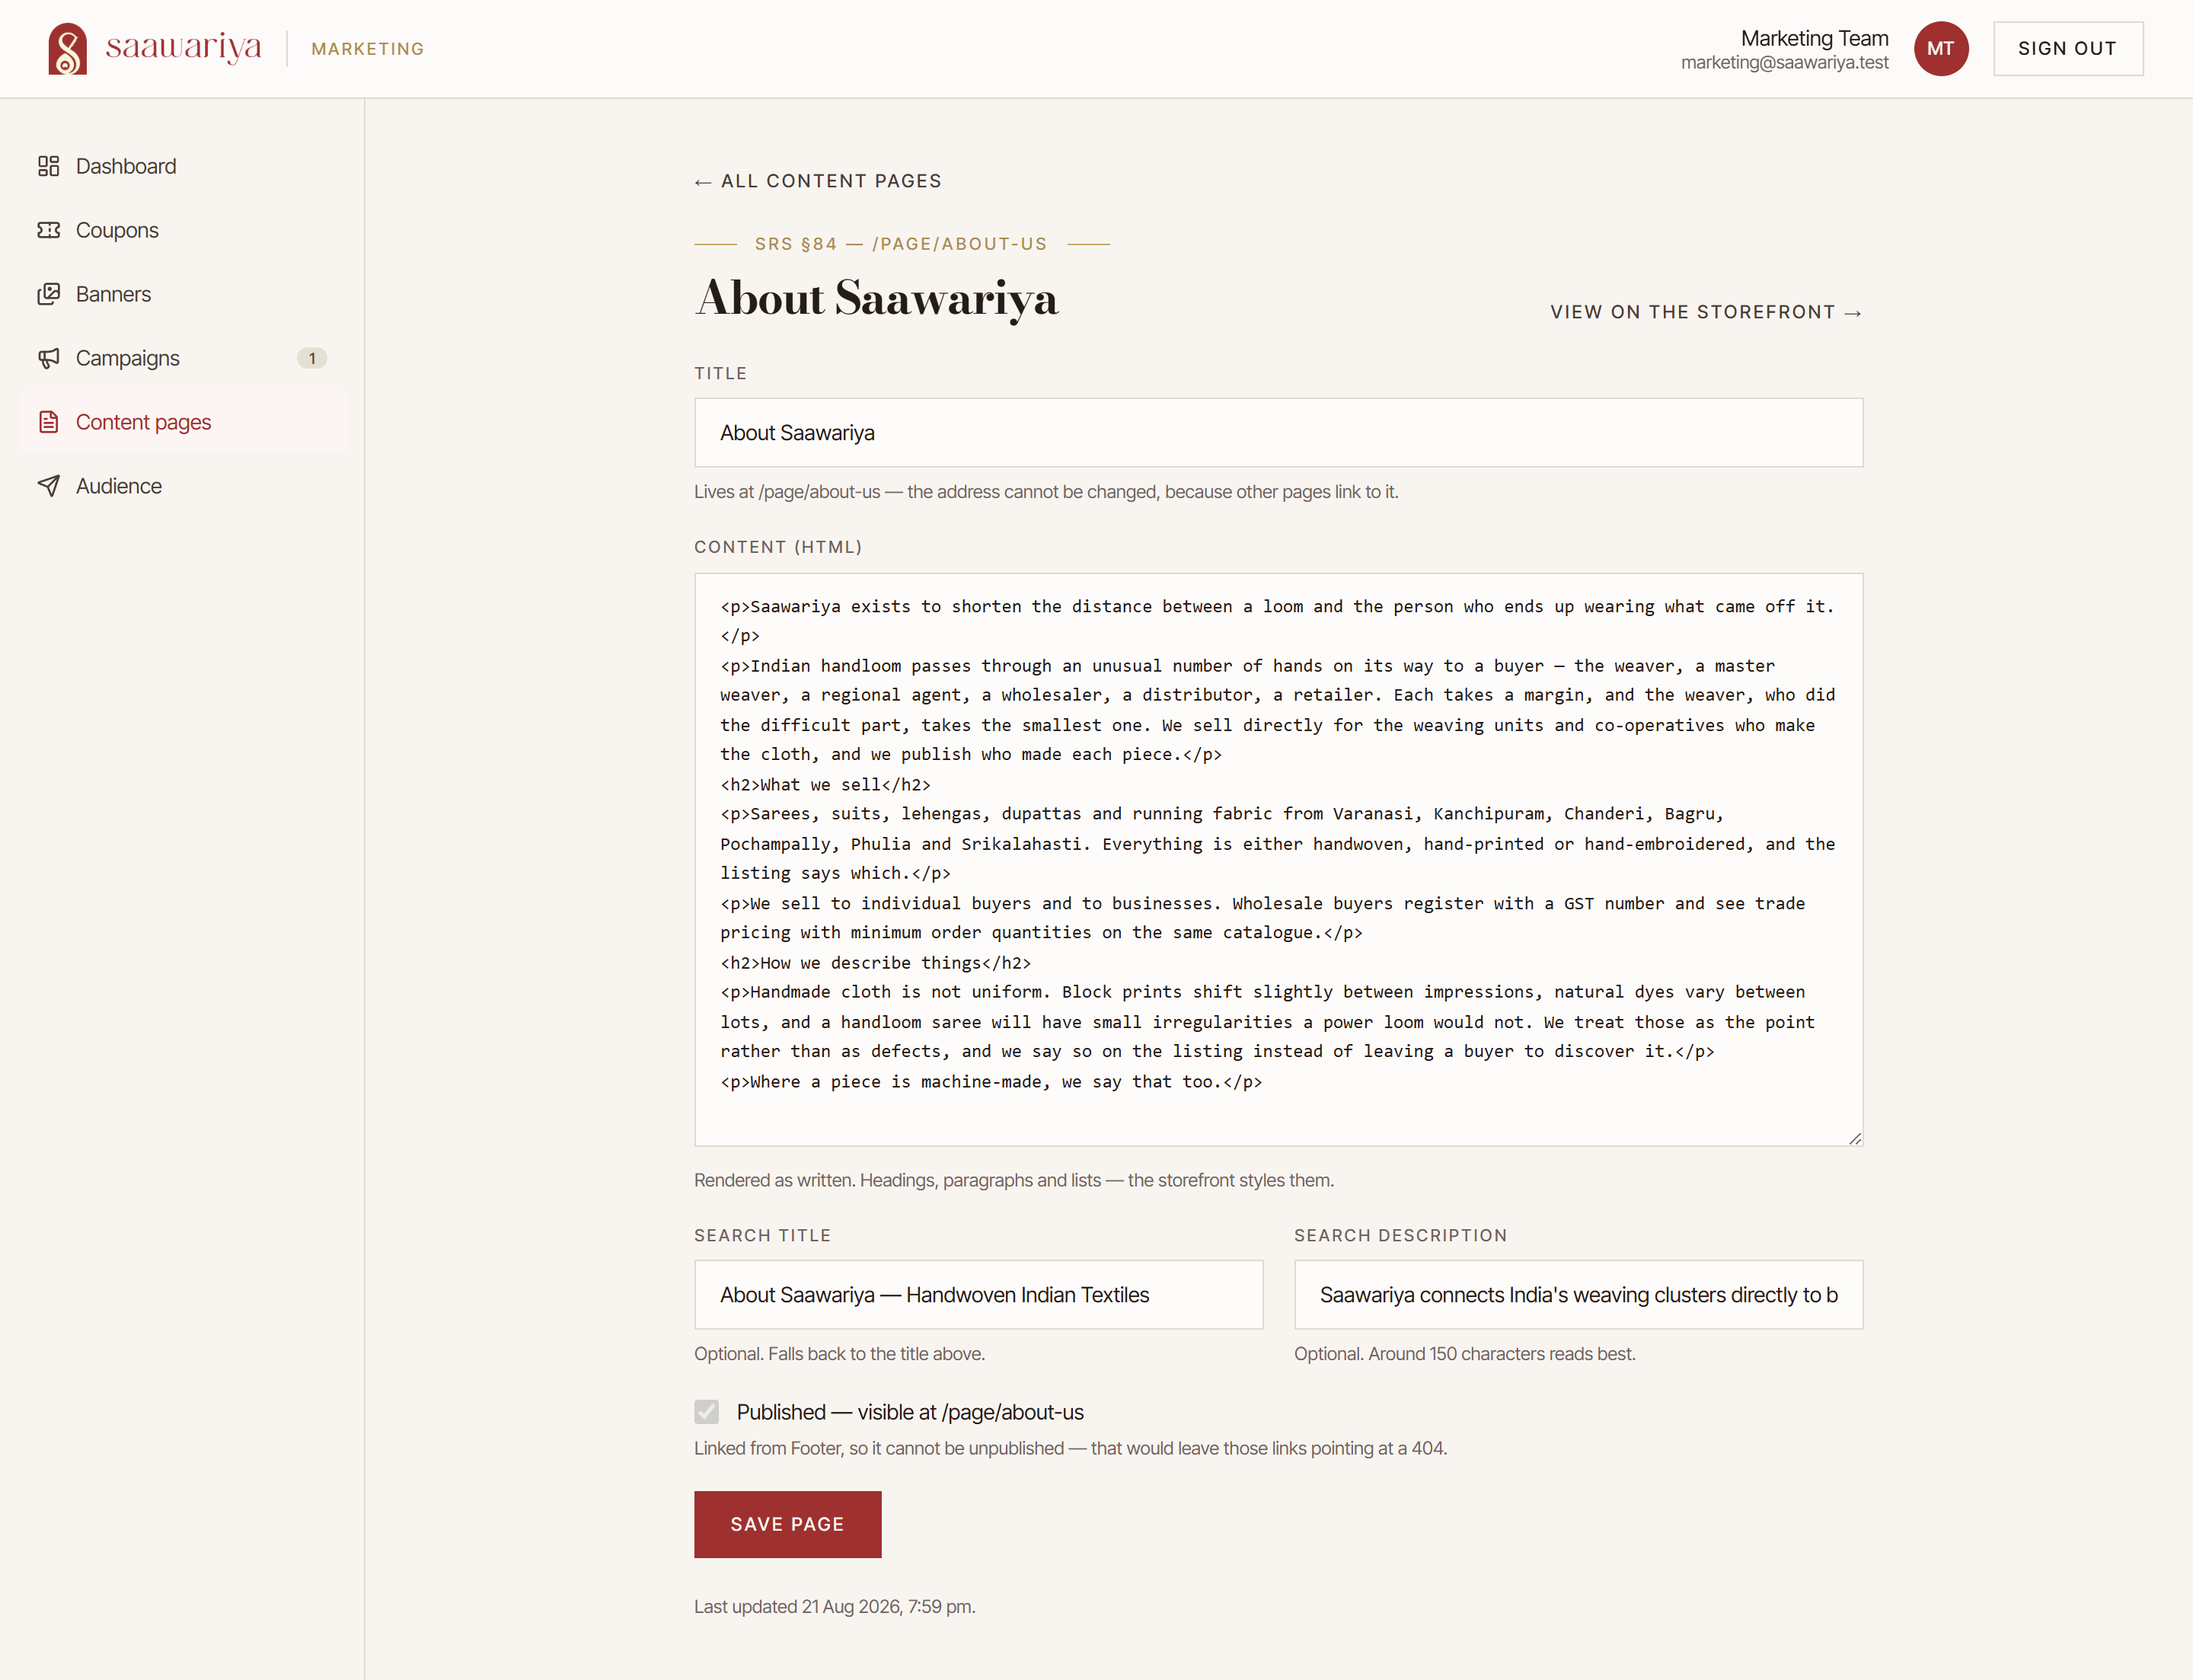 saawariya
MARKETING
Marketing Team
marketing@saawariya.test
MT
SIGN OUT
Dashboard
Coupons
Banners
Campaigns 1
Content pages
Audience
← ALL CONTENT PAGES
SRS §84 — /PAGE/ABOUT-US
About Saawariya
VIEW ON THE STOREFRONT →
TITLE
About Saawariya
Lives at /page/about-us — the address cannot be changed, because other pages link to it.
CONTENT (HTML)
<p>Saawariya exists to shorten the distance between a loom and the person who ends up wearing what came off it.
</p>
<p>Indian handloom passes through an unusual number of hands on its way to a buyer — the weaver, a master
weaver, a regional agent, a wholesaler, a distributor, a retailer. Each takes a margin, and the weaver, who did
the difficult part, takes the smallest one. We sell directly for the weaving units and co-operatives who make
the cloth, and we publish who made each piece.</p>
<h2>What we sell</h2>
<p>Sarees, suits, lehengas, dupattas and running fabric from Varanasi, Kanchipuram, Chanderi, Bagru,
Pochampally, Phulia and Srikalahasti. Everything is either handwoven, hand-printed or hand-embroidered, and the
listing says which.</p>
<p>We sell to individual buyers and to businesses. Wholesale buyers register with a GST number and see trade
pricing with minimum order quantities on the same catalogue.</p>
<h2>How we describe things</h2>
<p>Handmade cloth is not uniform. Block prints shift slightly between impressions, natural dyes vary between
lots, and a handloom saree will have small irregularities a power loom would not. We treat those as the point
rather than as defects, and we say so on the listing instead of leaving a buyer to discover it.</p>
<p>Where a piece is machine-made, we say that too.</p>
Rendered as written. Headings, paragraphs and lists — the storefront styles them.
SEARCH TITLE
About Saawariya — Handwoven Indian Textiles
Optional. Falls back to the title above.
SEARCH DESCRIPTION
Saawariya connects India's weaving clusters directly to b
Optional. Around 150 characters reads best.
Published — visible at /page/about-us
Linked from Footer, so it cannot be unpublished — that would leave those links pointing at a 404.
SAVE PAGE
Last updated 21 Aug 2026, 7:59 pm.